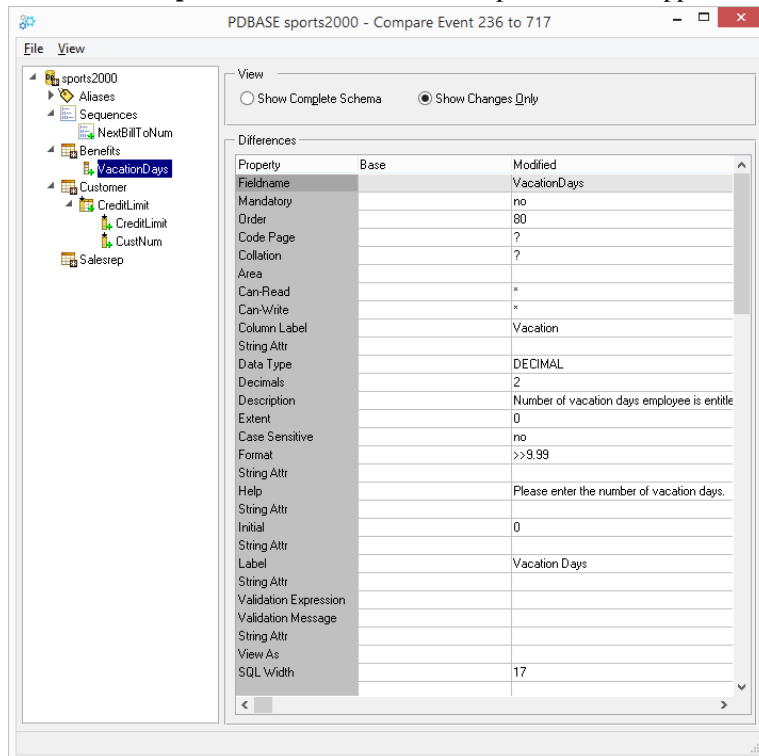 PDBASE sports2000 - Compare Event 236 to 717
File View
sports2000
Aliases
Sequences
NextBillToNum
Benefits
VacationDays
Customer
CreditLimit
CreditLimit
CustNum
Salesrep
View
Show Complete Schema Show Changes Only
Differences
Property Base Modified
Fieldname VacationDays
Mandatory no
Order 80
Code Page ?
Collation ?
Area
Can-Read *
Can-Write *
Column Label Vacation
String Attr
Data Type DECIMAL
Decimals 2
Description Number of vacation days employee is entitle
Extent 0
Case Sensitive no
Format >>9.99
String Attr
Help Please enter the number of vacation days.
String Attr
Initial 0
String Attr
Label Vacation Days
String Attr
Validation Expression
Validation Message
String Attr
View As
SQL Width 17